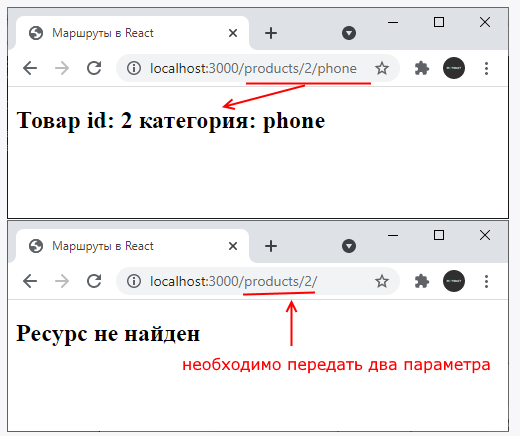 Маршруты в React
localhost:3000/products/2/phone
Товар id: 2 категория: phone
Маршруты в React
localhost:3000/products/2/
Ресурс не найден
необходимо передать два параметра